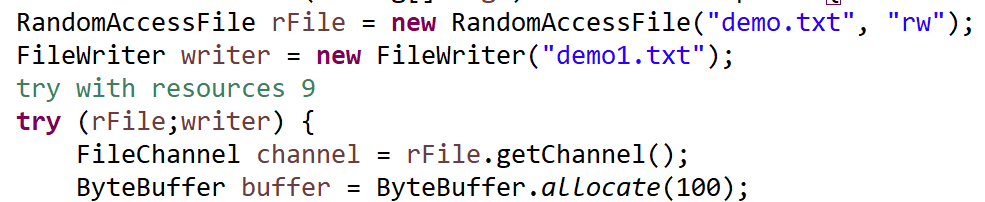 RandomAccessFile rFile = new RandomAccessFile("demo.txt", "rw");
FileWriter writer = new FileWriter("demo1.txt");
try with resources 9
try (rFile;writer) {
FileChannel channel = rFile.getChannel();
ByteBuffer buffer = ByteBuffer.allocate(100);